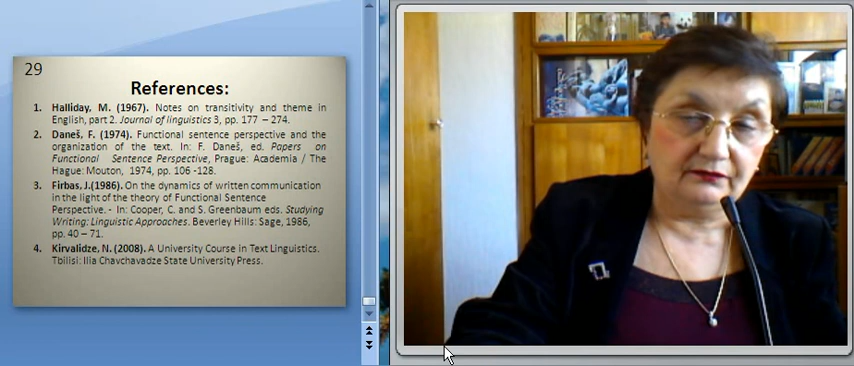 29
References:
1. Halliday, M. (1967). Notes on transitivity and theme in
English, part 2. Journal of linguistics 3, pp. 177 – 274.
2. Daneš, F. (1974). Functional sentence perspective and the
organization of the text. In: F. Daneš, ed. Papers on
Functional Sentence Perspective, Prague: Academia / The
Hague: Mouton, 1974, pp. 106 -128.
3. Firbas, J.(1986). On the dynamics of written communication
in the light of the theory of Functional Sentence
Perspective. - In: Cooper, C. and S. Greenbaum eds. Studying
Writing: Linguistic Approaches. Beverley Hills: Sage, 1986,
pp. 40 – 71.
4. Kirvalidze, N. (2008). A University Course in Text Linguistics.
Tbilisi: Ilia Chavchavadze State University Press.